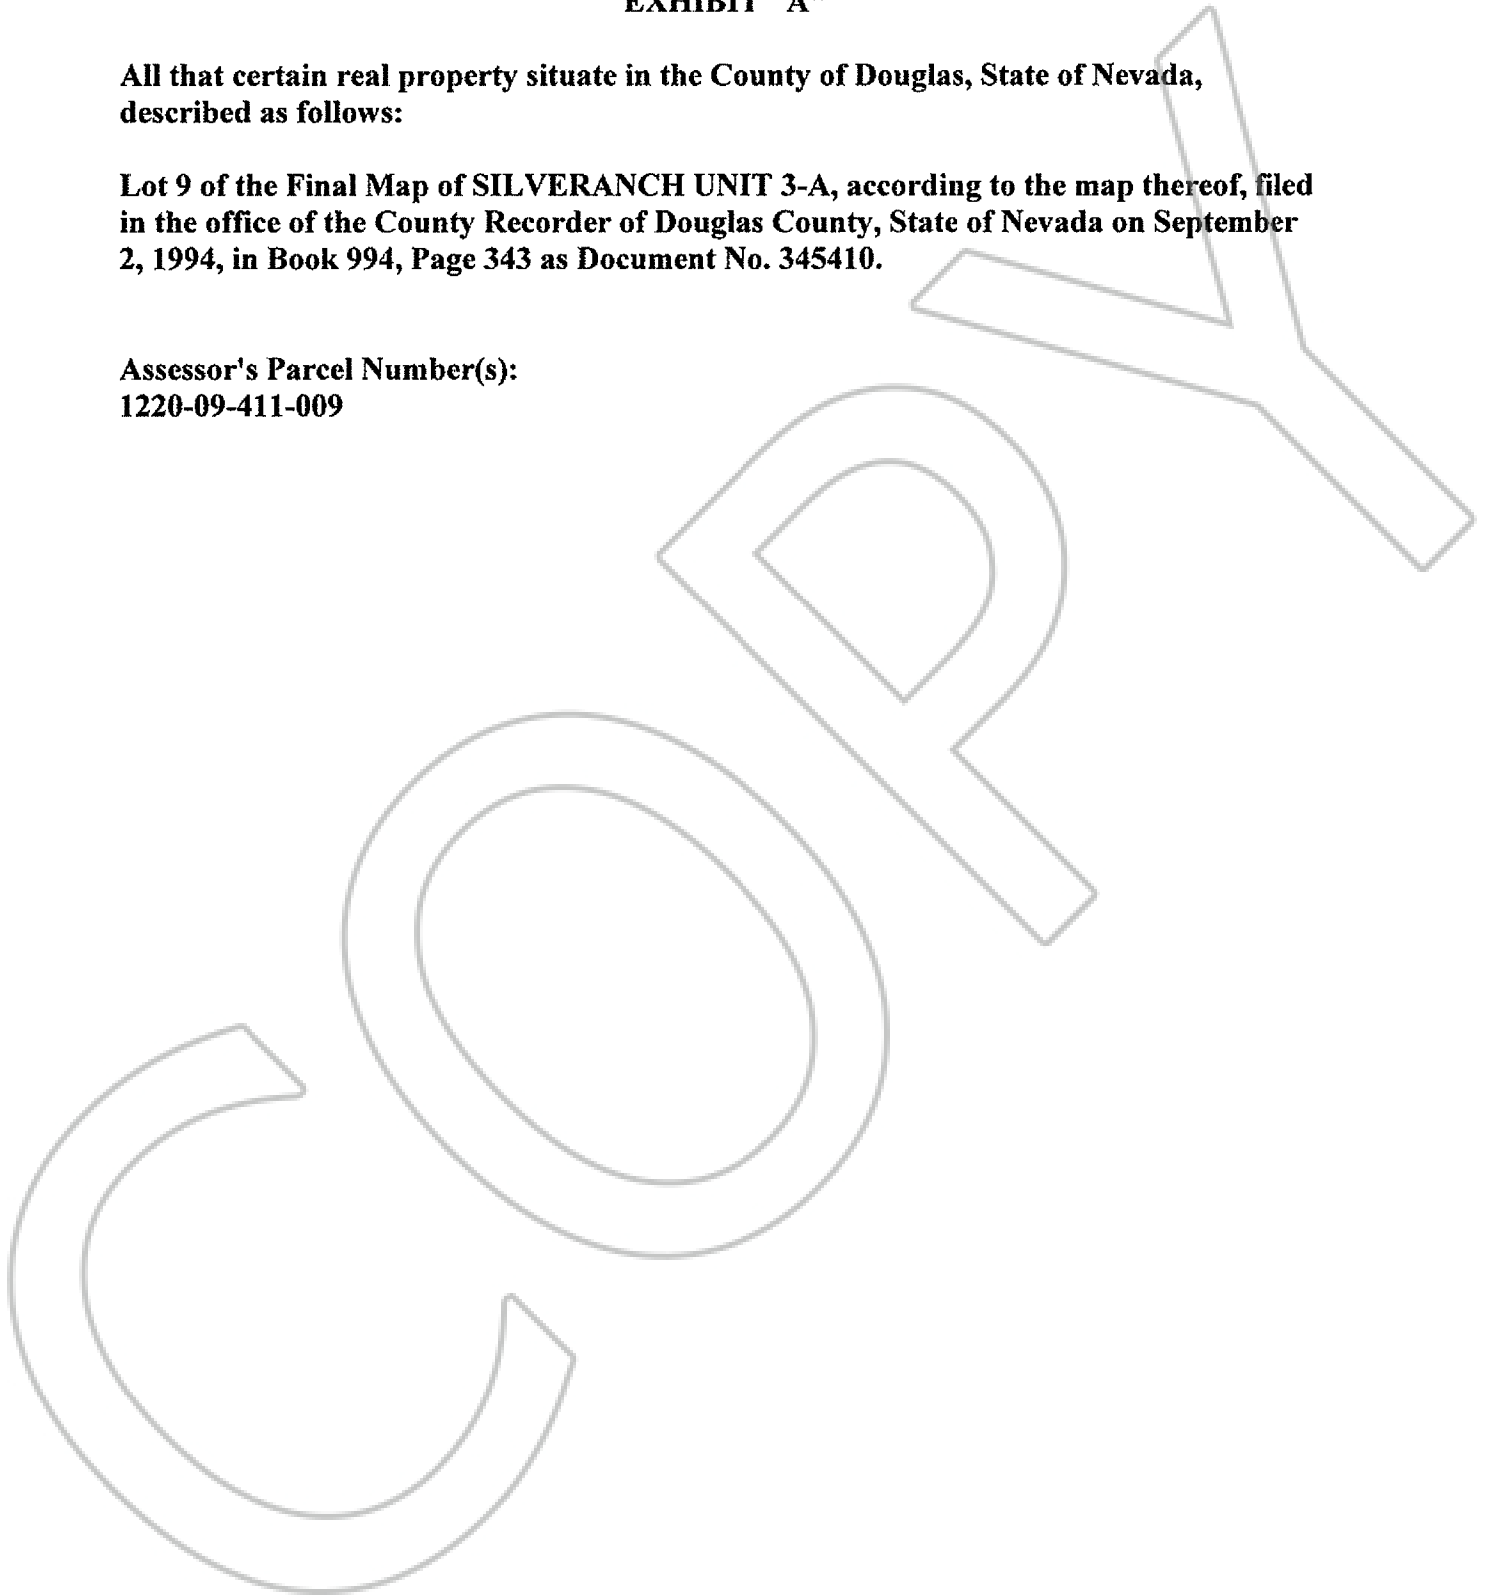 EXHIBIT "A"
All that certain real property situate in the County of Douglas, State of Nevada,
described as follows:
Lot 9 of the Final Map of SILVERANCH UNIT 3-A, according to the map thereof, filed
in the office of the County Recorder of Douglas County, State of Nevada on September
2, 1994, in Book 994, Page 343 as Document No. 345410.
Assessor's Parcel Number(s):
1220-09-411-009
COPY